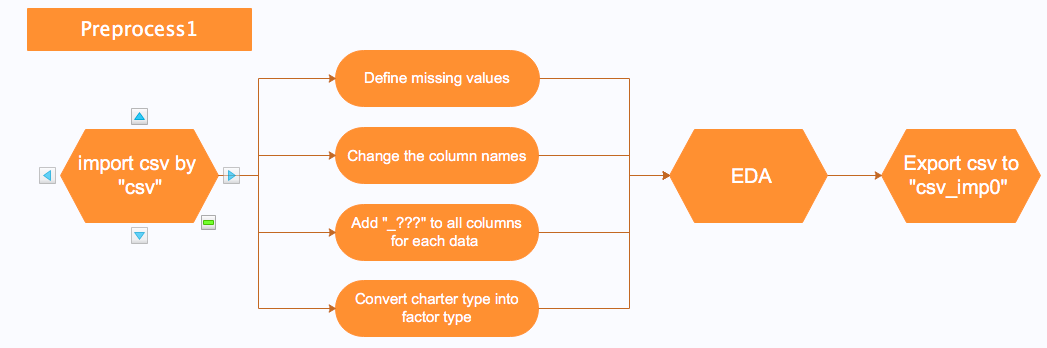 Preprocess1
import csv by
"csv"
Define missing values
Change the column names
Add "_???" to all columns
for each data
Convert charter type into
factor type
EDA
Export csv to
"csv_imp0"